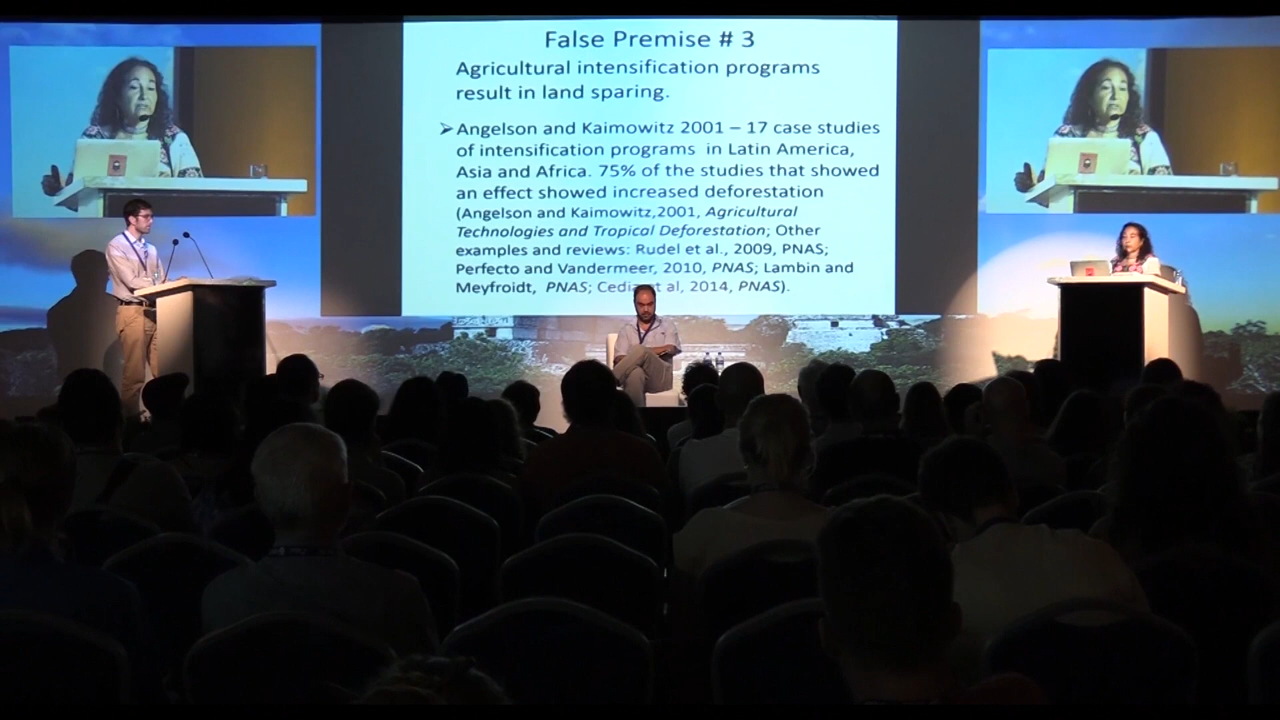 False Premise # 3
Agricultural intensification programs
result in land sparing.
➢Angelson and Kaimowitz 2001 – 17 case studies
of intensification programs in Latin America,
Asia and Africa. 75% of the studies that showed
an effect showed increased deforestation
(Angelson and Kaimowitz,2001, Agricultural
Technologies and Tropical Deforestation; Other
examples and reviews: Rudel et al., 2009, PNAS;
Perfecto and Vandermeer, 2010, PNAS; Lambin and
Meyfroidt, PNAS; al, 2014, PNAS).